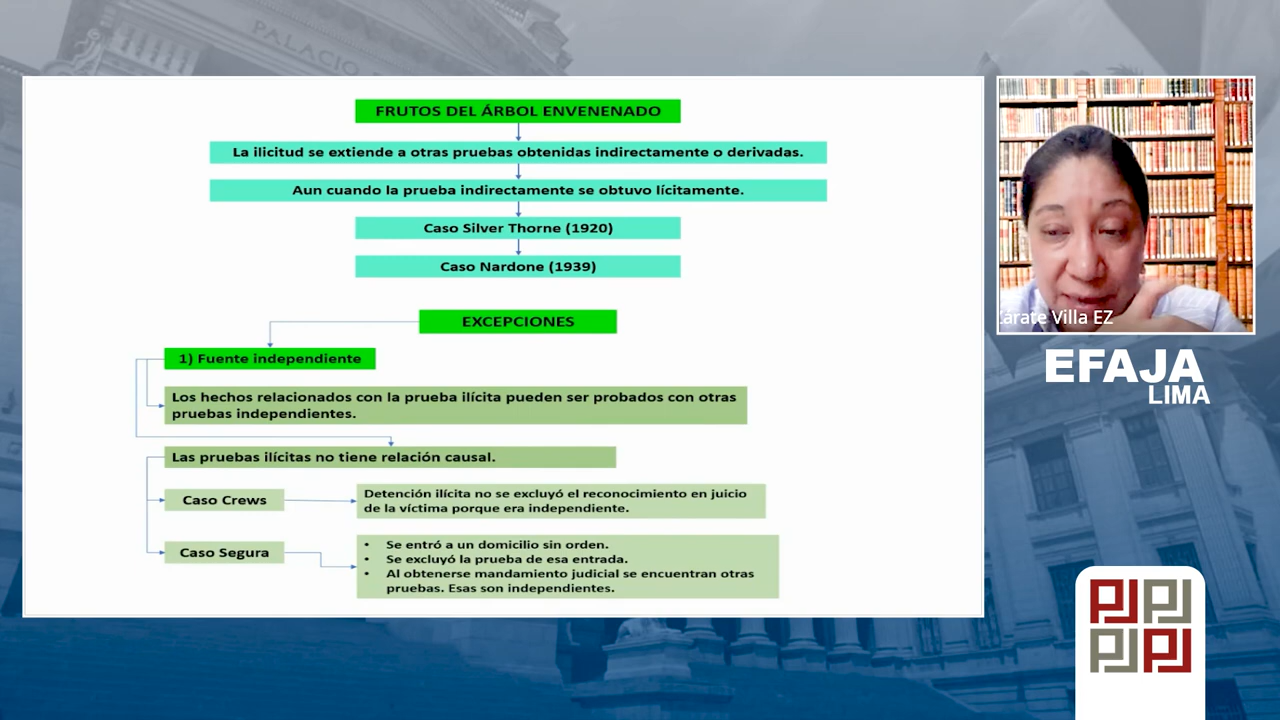 PALACIO
FRUTOS DEL ÁRBOL ENVENENADO
La ilicitud se extiende a otras pruebas obtenidas indirectamente o derivadas.
Aun cuando la prueba indirectamente se obtuvo lícitamente.
Caso Silver Thorne (1920)
Caso Nardone (1939)
EXCEPCIONES
1) Fuente independiente
Los hechos relacionados con la prueba ilícita pueden ser probados con otras
pruebas independientes.
Las pruebas ilícitas no tiene relación causal.
Caso Crews
Detención ilícita no se excluyó el reconocimiento en juicio
de la víctima porque era independiente.
Caso Segura
• Se entró a un domicilio sin orden.
• Se excluyó la prueba de esa entrada.
• Al obtenerse mandamiento judicial se encuentran otras
pruebas. Esas son independientes.
Zárate Villa EZ
EFAJA
LIMA
PJ PJ
PJ PJ